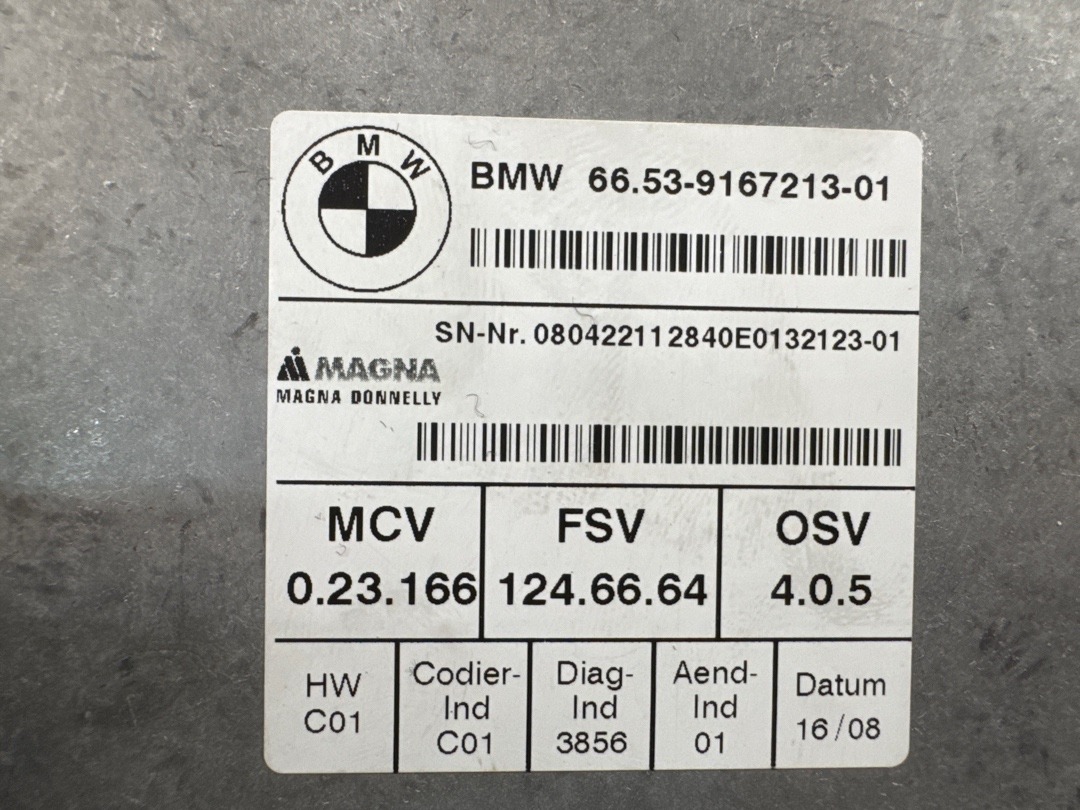 BMW
BMW 66.53-9167213-01
SN-Nr. 080422112840E0132123-01
MAGNA
MAGNA DONNELLY
MCV
0.23.166
FSV
124.66.64
OSV
4.0.5
HW
C01
Codier-
Ind
C01
Diag-
Ind
3856
Aend-
Ind
01
Datum
16/08